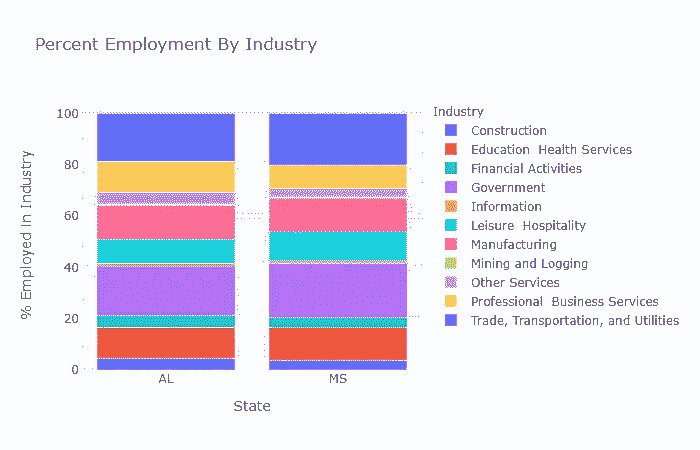 Percent Employment By Industry
% Employed in Industry
100
80
60
40
20
0
AL
MS
State
Industry
Construction
Education Health Services
Financial Activities
Government
Information
Leisure Hospitality
Manufacturing
Mining and Logging
Other Services
Professional Business Services
Trade, Transportation, and Utilities